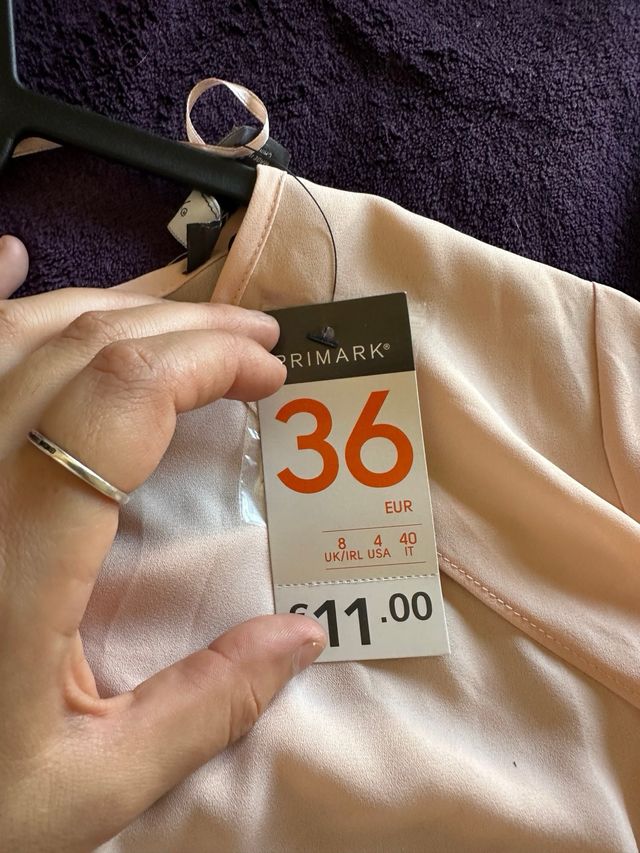 PRIMARK®
36
EUR
8 4 40
UK/IRL USA IT
11.00